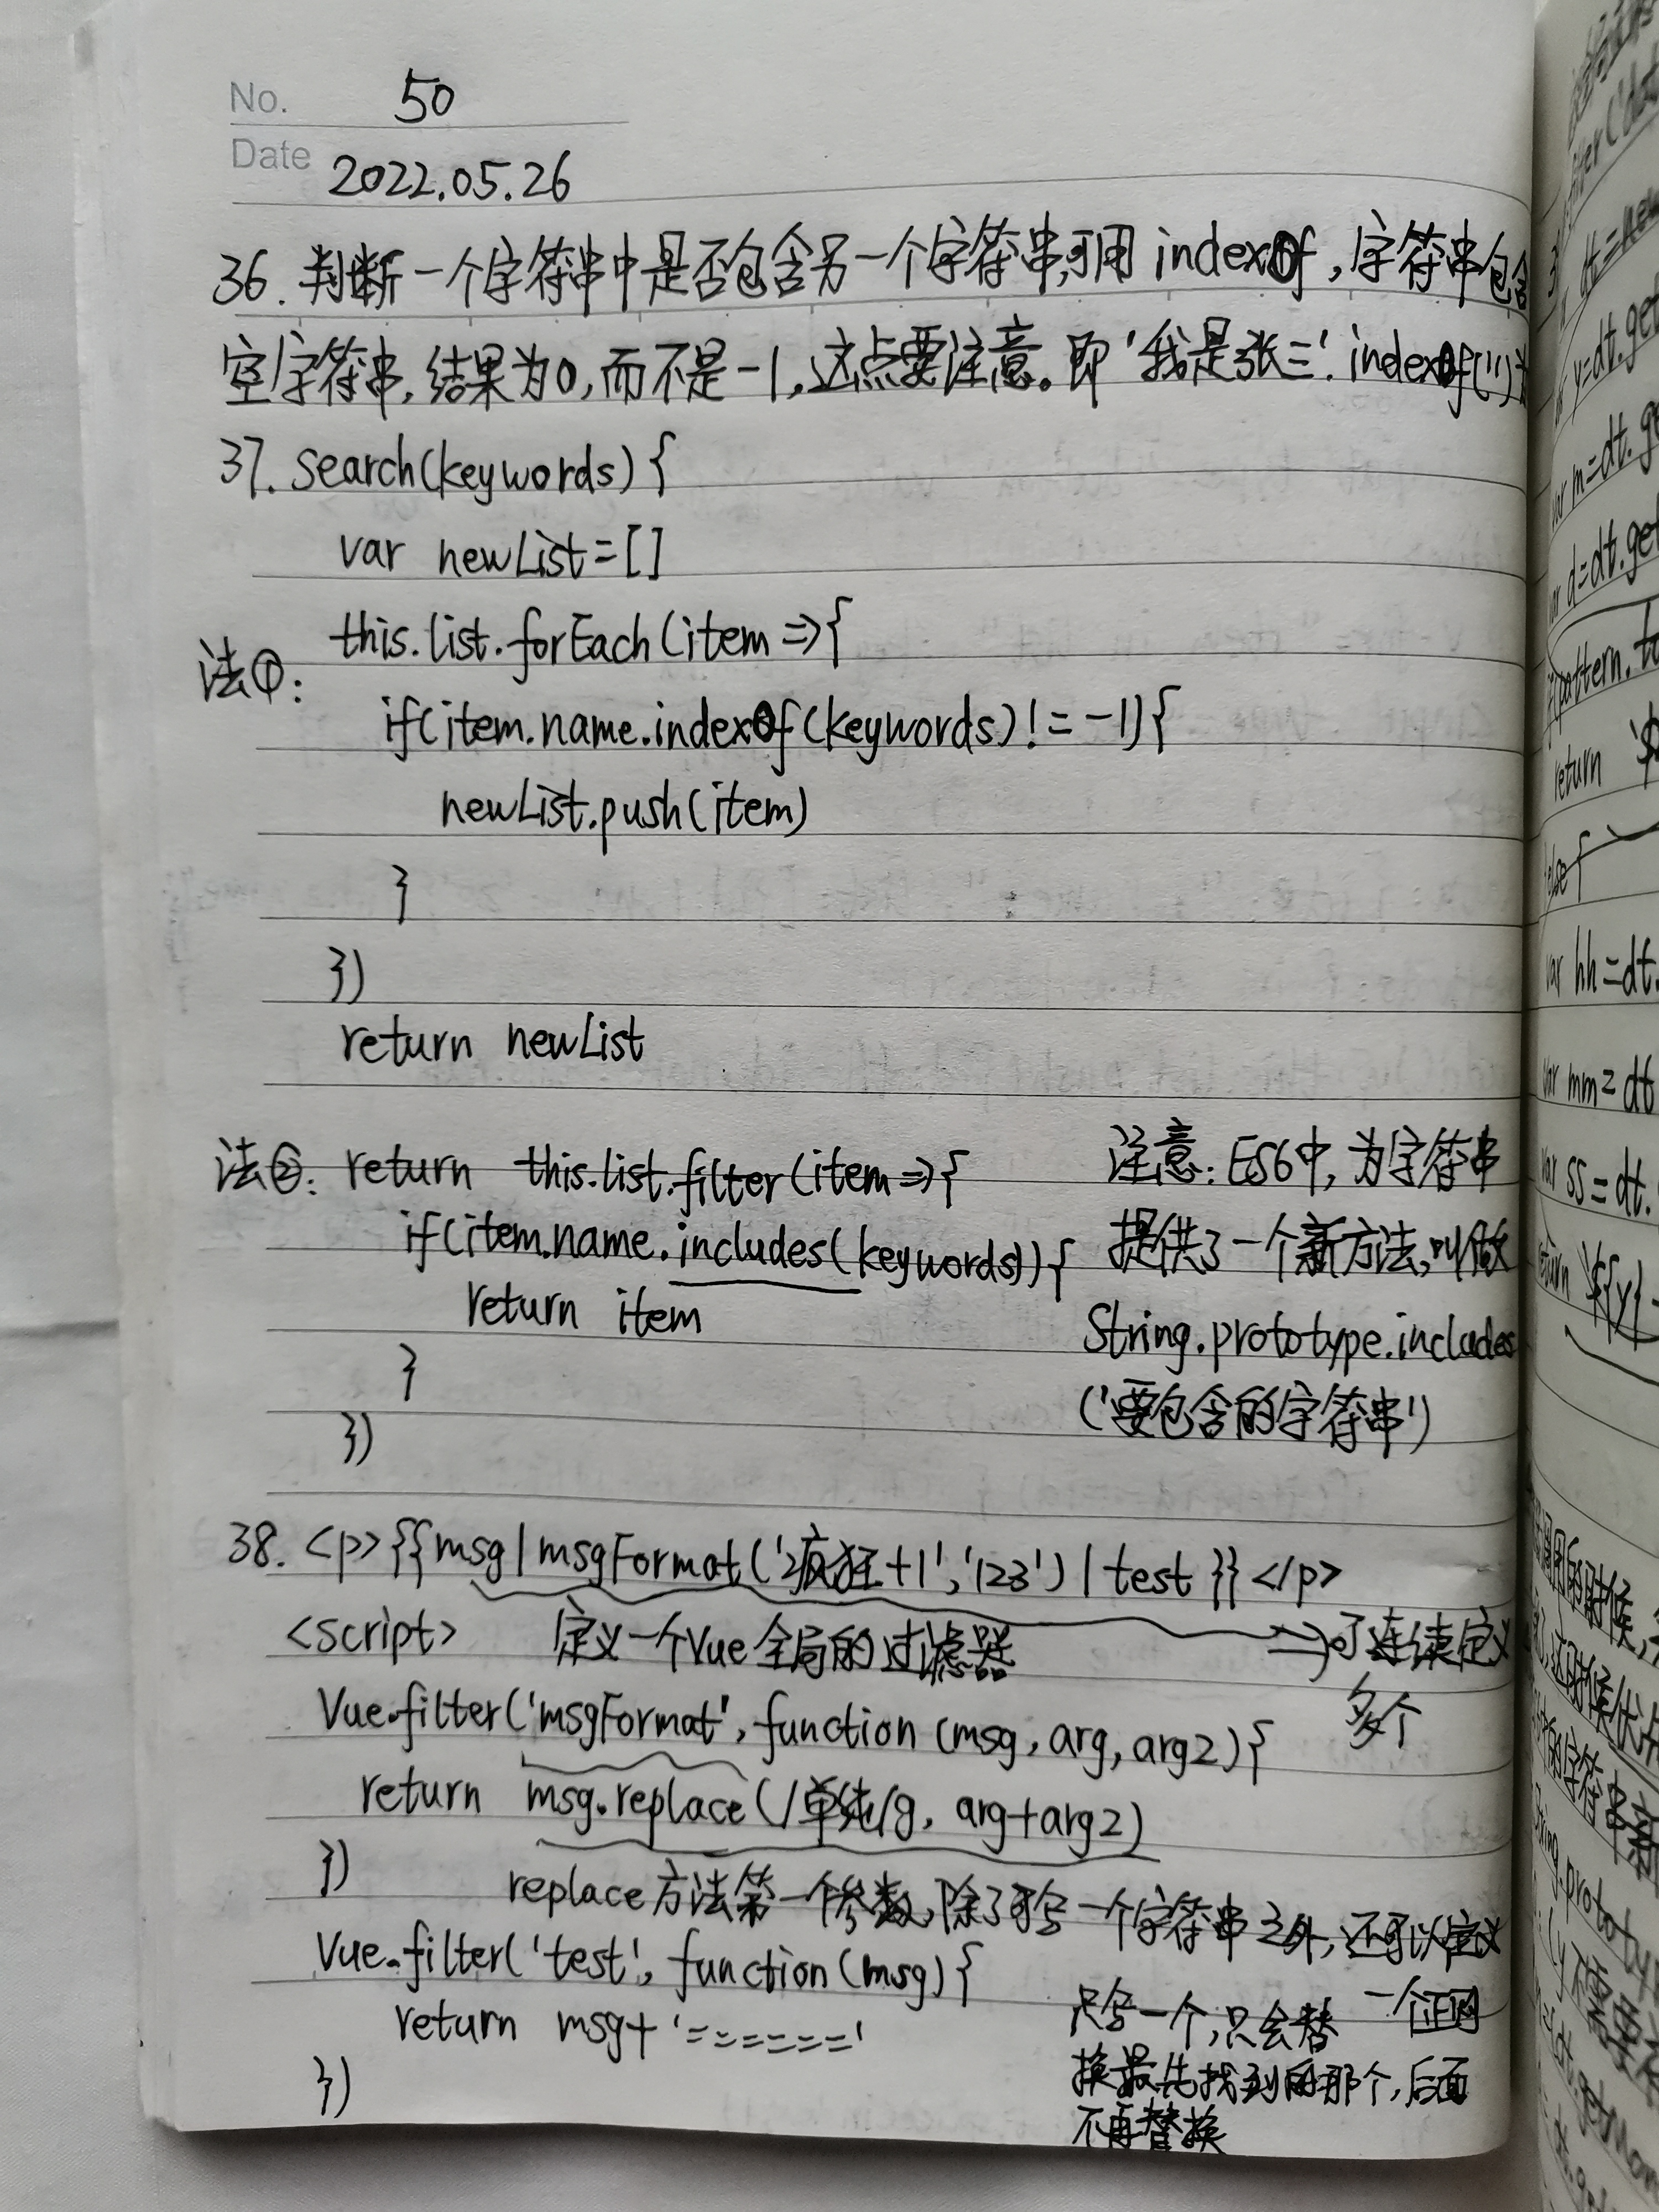 No. 50
Date 2022.05.26
36. 判断一个字符串中是否包含另一个字符串,可用 indexOf, 字符串包含
空字符串, 结果为0, 而不是-1, 这点要注意。即 '我是张三'. indexOf('')
37. search(keywords) {
var newList=[]
this.list.forEach(item =>{
法①:
if(item.name.indexOf(keywords) != -1){
newList.push(item)
}
})
return newList
法②: return this.list.filter(item =>{
if(item.name.includes(keywords)){
return item
}
})
注意: ES6中, 为字符串
提供了一个新方法, 叫做
String.prototype.includes
('要包含的字符串')
38. <p>{{msg | msgFormat('疯狂+1', '123') | test }}</p>
<script> 定义一个Vue全局的过滤器 →可连续定义
多个
Vue.filter('msgFormat', function (msg, arg, arg2){
return msg.replace(/单纯/g, arg+arg2)
})
replace方法第一个参数, 除了可写一个字符串之外, 还可以定义
一个正则
Vue.filter('test', function(msg) {
return msg+ '======'
})
只写一个, 只会替
换最先找到的那个, 后面
不再替换
var hh=dt.
var mm= dt
var ss = dt.